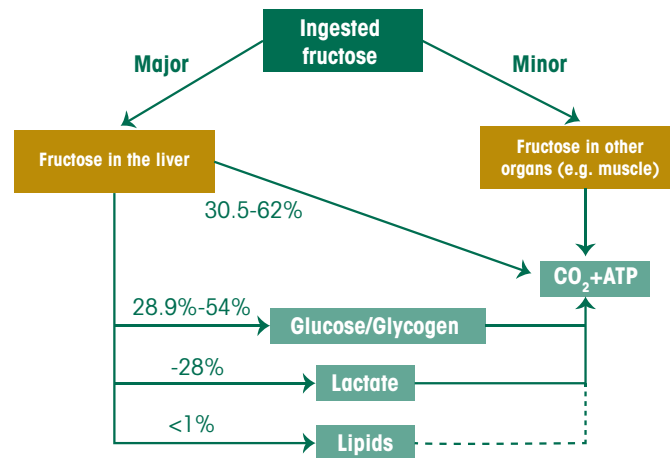 Ingested
fructose
Major
Minor
Fructose in the liver
Fructose in other
organs (e.g. muscle)
30.5-62%
CO₂+ATP
28.9%-54%
Glucose/Glycogen
-28%
Lactate
<1%
Lipids